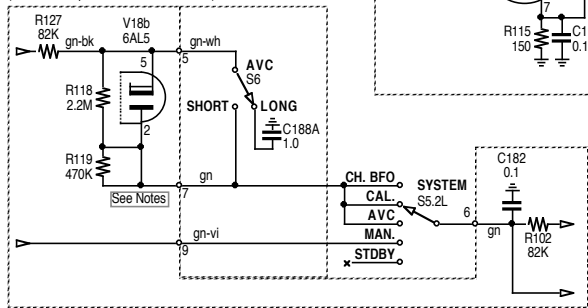 R127
82K
gn-bk
V18b
6AL5
5
gn-wh
5
AVC
S6
R118
2.2M
SHORT
LONG
C188A
1.0
2
R119
470K
See Notes
gn
7
CH. BFO
CAL.
AVC
MAN.
STDBY
SYSTEM
S5.2L
gn-vi
9
6
gn
C182
0.1
R102
82K
7
R115
150
0.1